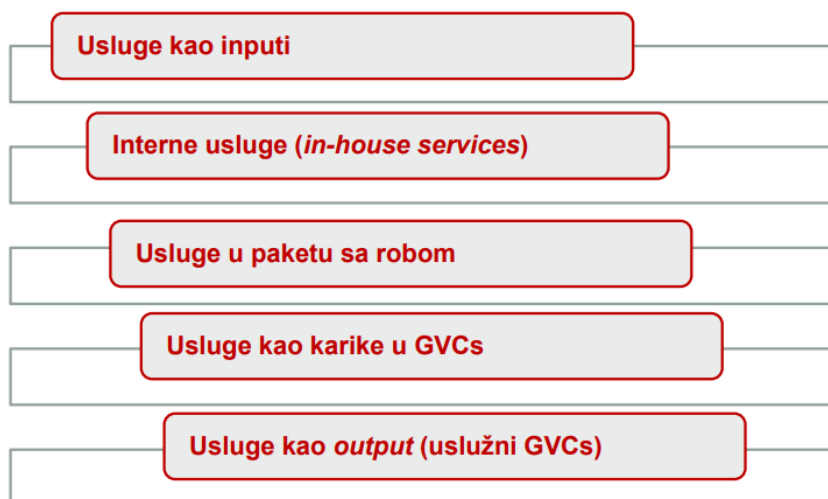 Usluge kao inputi
Interne usluge (in-house services)
Usluge u paketu sa robom
Usluge kao karike u GVCs
Usluge kao output (uslužni GVCs)